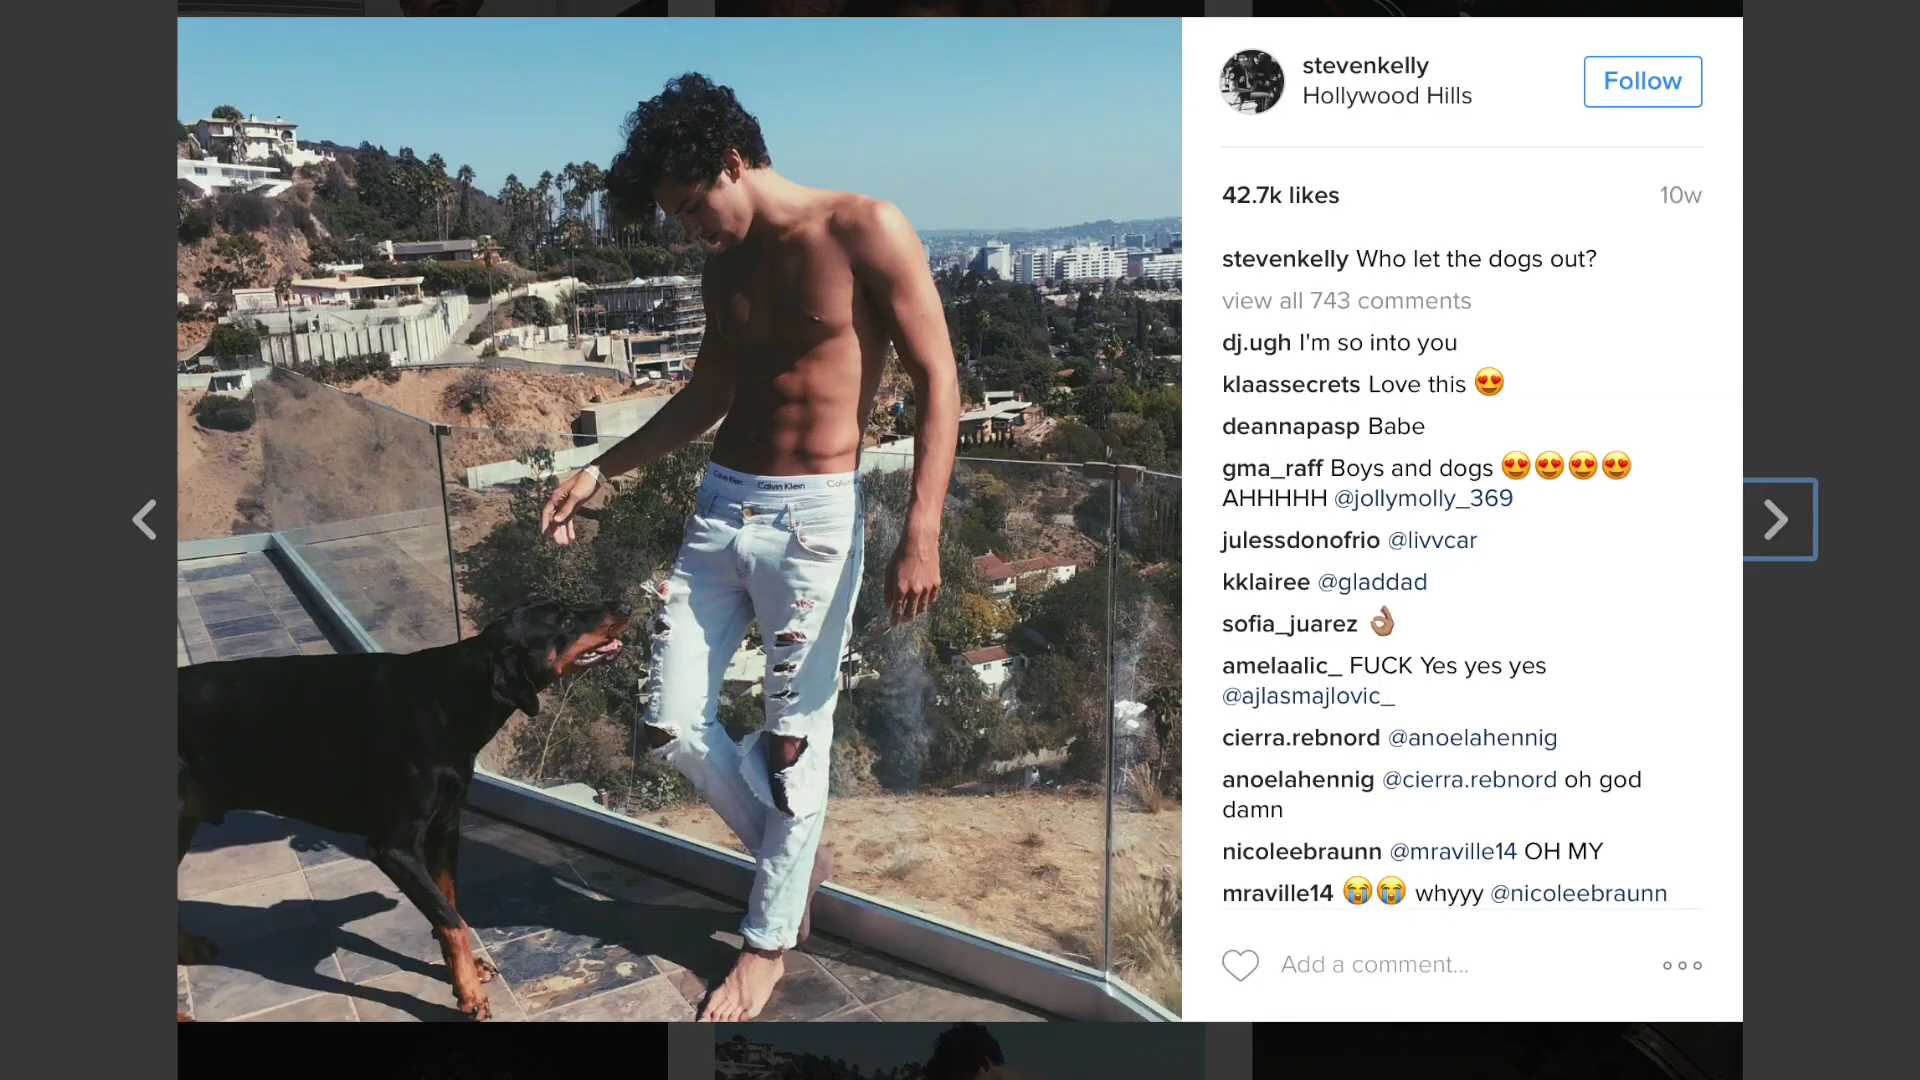 stevenkelly
Hollywood Hills
Follow
42.7k likes
10w
stevenkelly Who let the dogs out?
view all 743 comments
dj.ugh I'm so into you
klaassecrets Love this 😍
deannapasp Babe
gma_raff Boys and dogs 😍😍😍😍
AHHHHH @jollymolly_369
julessdonofrio @livvcar
kklairee @gladdad
sofia_juarez 👌🏽
amelaalic_ FUCK Yes yes yes
@ajlasmajlovic_
cierra.rebnord @anoelahennig
anoelahennig @cierra.rebnord oh god
damn
nicoleebraunn @mraville14 OH MY
mraville14 😭😭 whyyy @nicoleebraunn
Add a comment...
Calvin Klein Calvin Klein